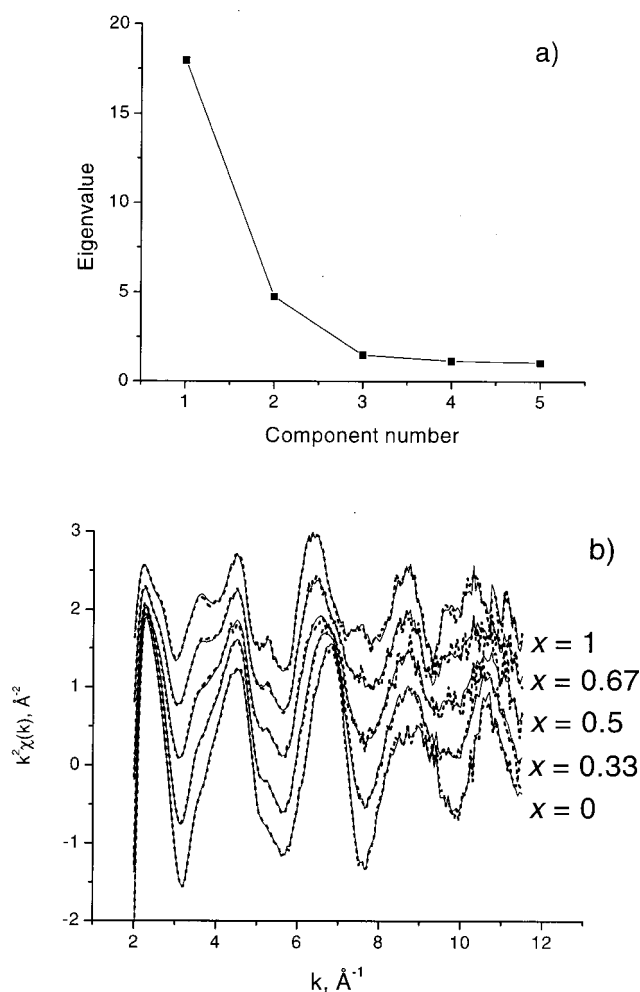 a)
20
15
10
5
0
Eigenvalue
1 2 3 4 5
Component number
b)
3
2
1
0
-1
-2
k²χ(k), Å⁻²
x = 1
x = 0.67
x = 0.5
x = 0.33
x = 0
2 4 6 8 10 12
k, Å⁻¹